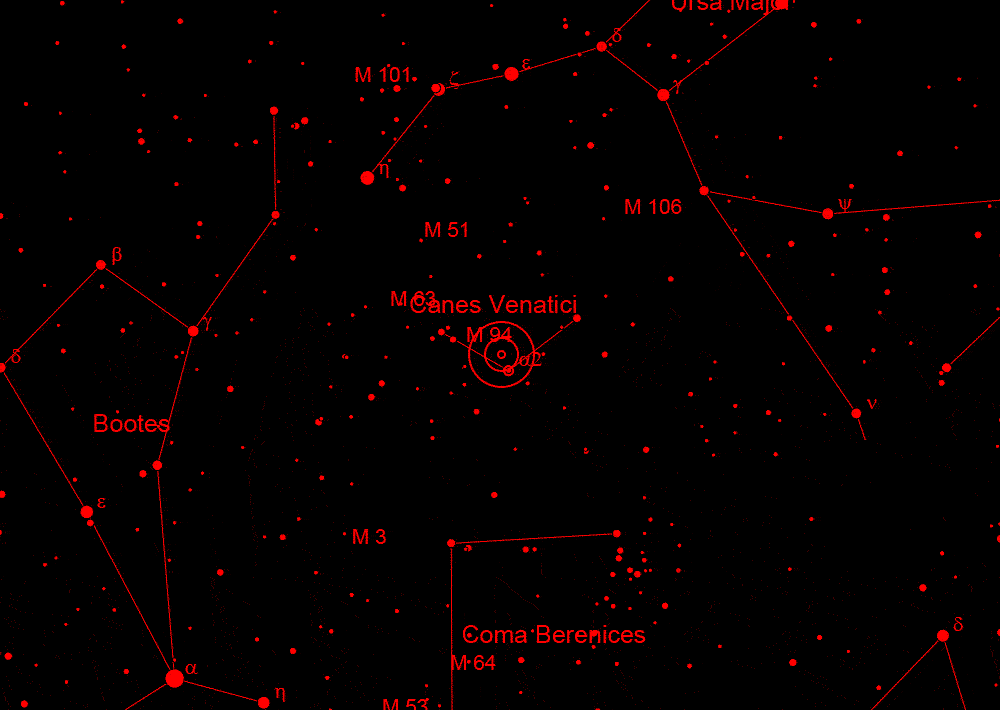 Ursa Major
δ
ε
M 101
ζ
γ
η
ψ
M 106
M 51
β
M 63
Canes Venatici
γ
M 94
δ
α2
ν
Bootes
ε
M 3
δ
Coma Berenices
M 64
α
η
M 53